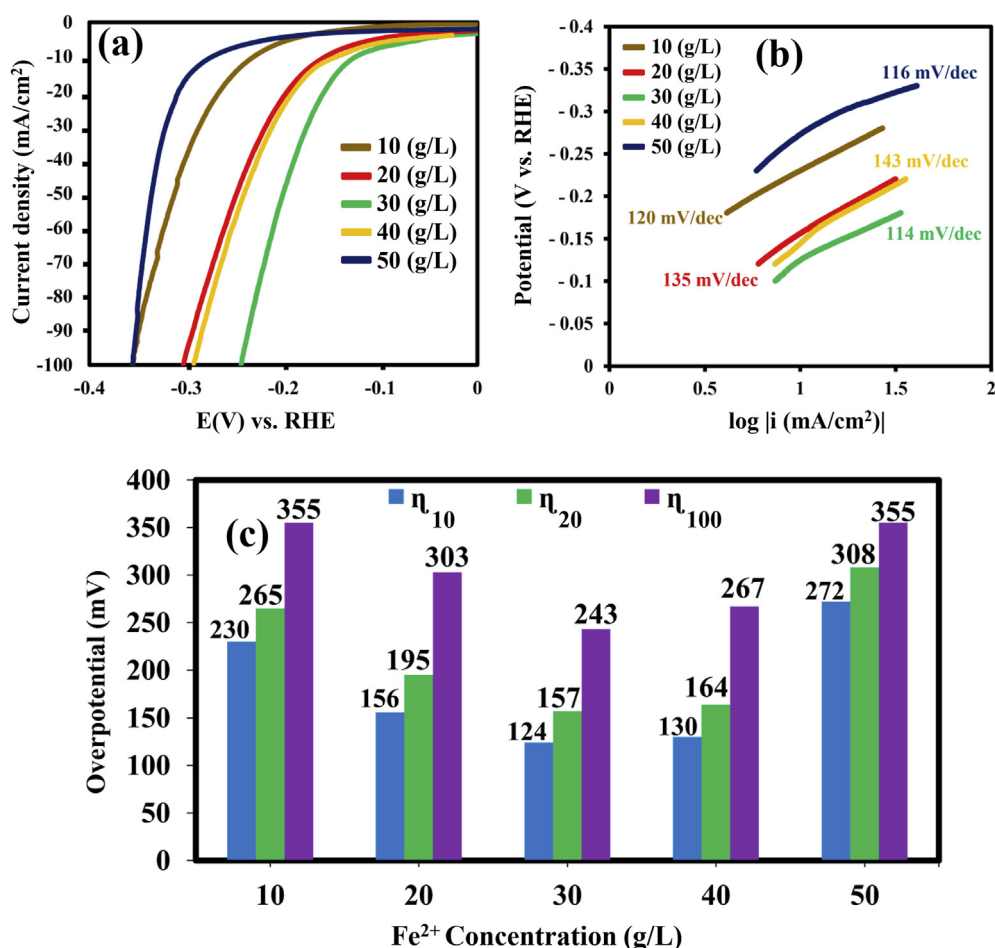 (a)
Current density (mA/cm²)
0
-10
-20
-30
-40
-50
-60
-70
-80
-90
-100
10 (g/L)
20 (g/L)
30 (g/L)
40 (g/L)
50 (g/L)
-0.4
-0.3
-0.2
-0.1
0
E(V) vs. RHE
(b)
Potential (V vs. RHE)
- 0.4
- 0.35
- 0.3
- 0.25
- 0.2
- 0.15
- 0.1
- 0.05
0
10 (g/L)
20 (g/L)
30 (g/L)
40 (g/L)
50 (g/L)
116 mV/dec
143 mV/dec
120 mV/dec
114 mV/dec
135 mV/dec
0
0.5
1
1.5
2
log |i (mA/cm²)|
(c)
Overpotential (mV)
400
350
300
250
200
150
100
50
0
η10
η20
η100
230
265
355
156
195
303
124
157
243
130
164
267
272
308
355
10
20
30
40
50
Fe²⁺ Concentration (g/L)